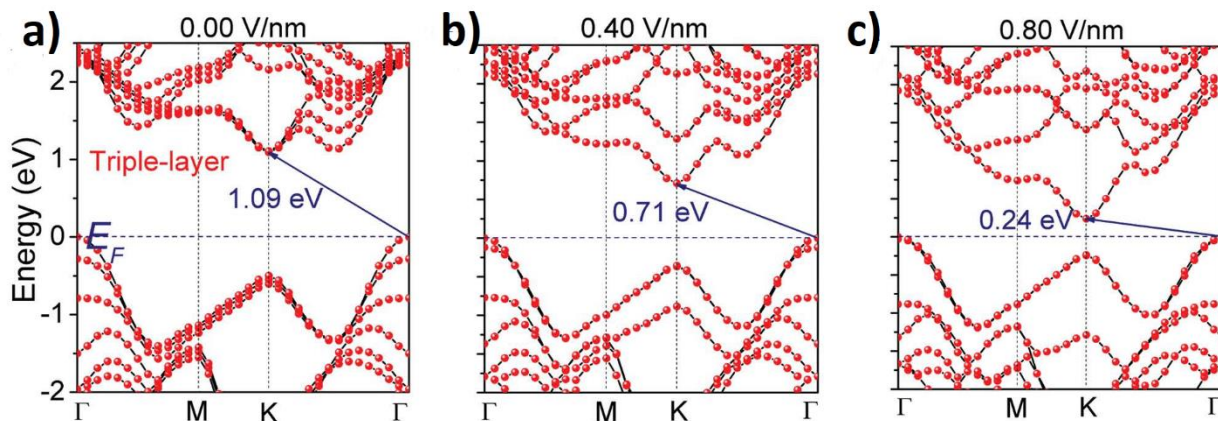 a) 0.00 V/nm
b) 0.40 V/nm
c) 0.80 V/nm
Energy (eV)
2
1
0
-1
-2
Triple-layer
1.09 eV
E_F
0.71 eV
0.24 eV
Γ M K Γ
Γ M K Γ
Γ M K Γ